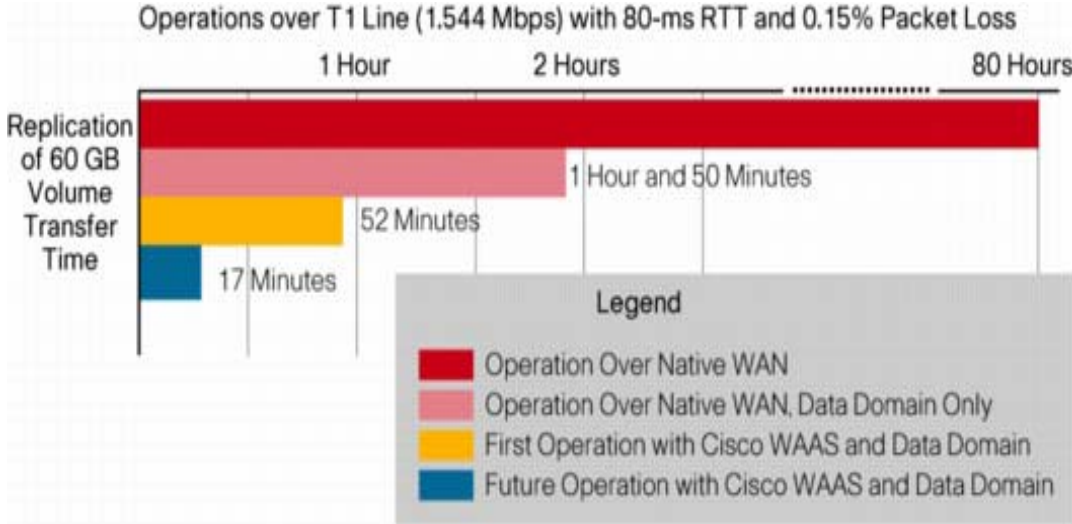 Operations over T1 Line (1.544 Mbps) with 80-ms RTT and 0.15% Packet Loss
1 Hour 2 Hours 80 Hours
Replication
of 60 GB
Volume
Transfer
Time
1 Hour and 50 Minutes
52 Minutes
17 Minutes
Legend
Operation Over Native WAN
Operation Over Native WAN, Data Domain Only
First Operation with Cisco WAAS and Data Domain
Future Operation with Cisco WAAS and Data Domain